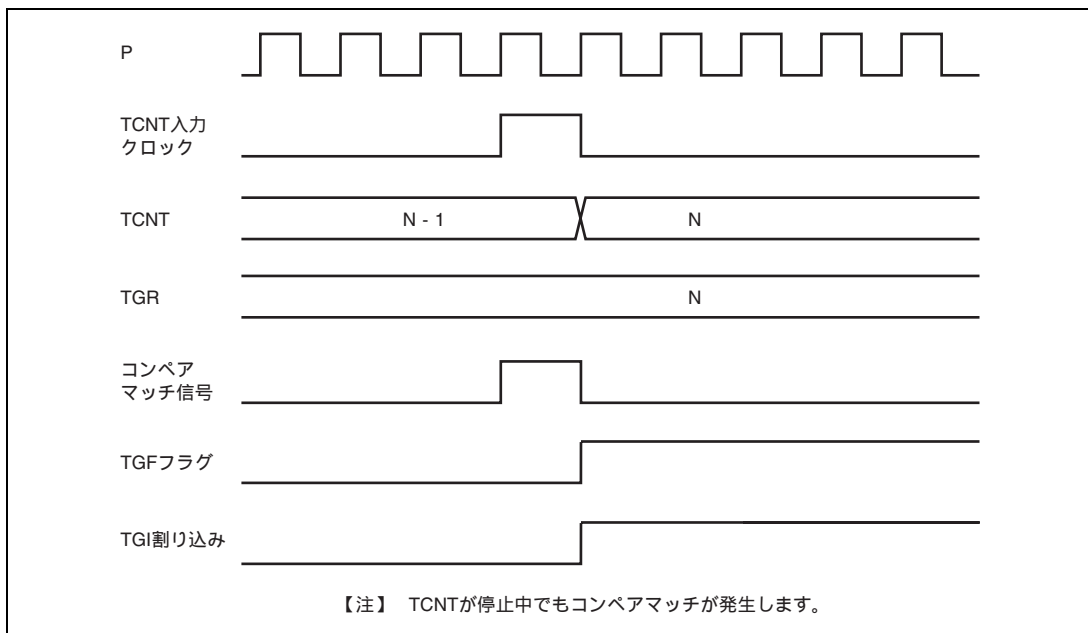 P
TCNT入力
クロック
TCNT
N - 1
N
TGR
N
コンペア
マッチ信号
TGFフラグ
TGI割り込み
【注】 TCNTが停止中でもコンペアマッチが発生します。